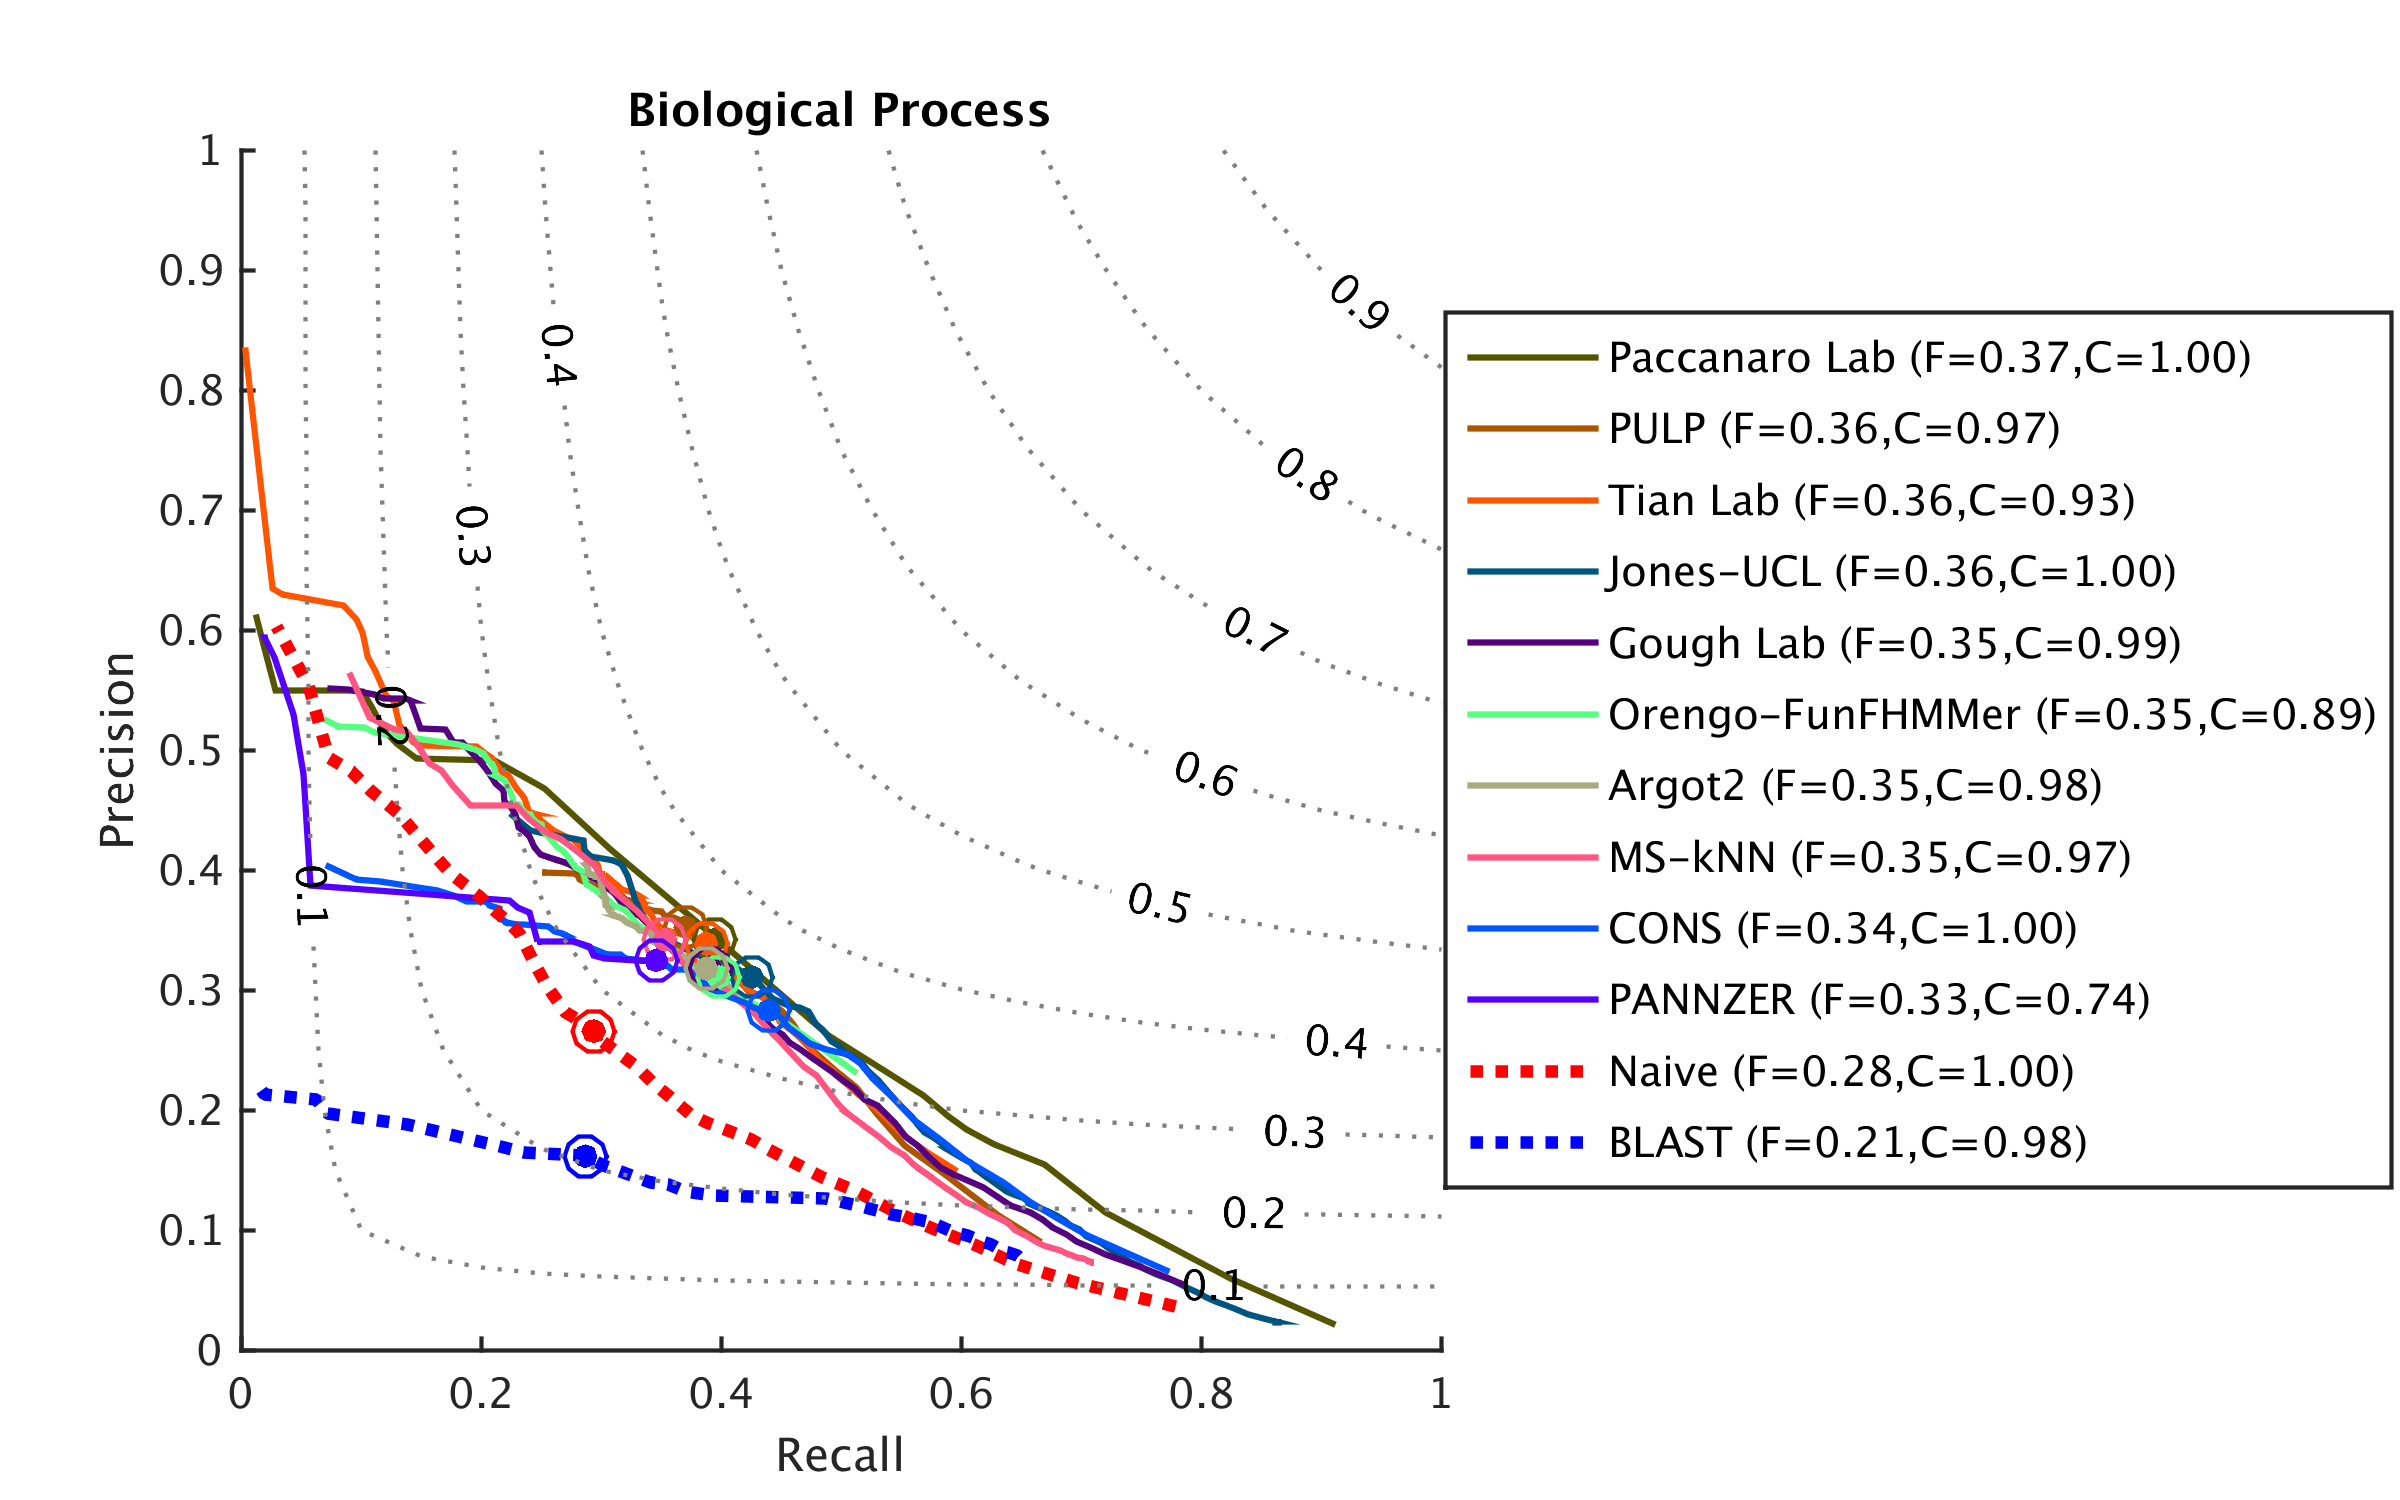 Biological Process
1
0.9
0.8
0.7
0.6
0.5
0.4
0.3
0.2
0.1
0
Precision
0
0.2
0.4
0.6
0.8
1
Recall
0.9
0.8
0.7
0.6
0.5
0.4
0.3
0.2
0.1
0.4
0.3
0.2
0.1
Paccanaro Lab (F=0.37,C=1.00)
PULP (F=0.36,C=0.97)
Tian Lab (F=0.36,C=0.93)
Jones-UCL (F=0.36,C=1.00)
Gough Lab (F=0.35,C=0.99)
Orengo-FunFHMMer (F=0.35,C=0.89)
Argot2 (F=0.35,C=0.98)
MS-kNN (F=0.35,C=0.97)
CONS (F=0.34,C=1.00)
PANNZER (F=0.33,C=0.74)
Naive (F=0.28,C=1.00)
BLAST (F=0.21,C=0.98)